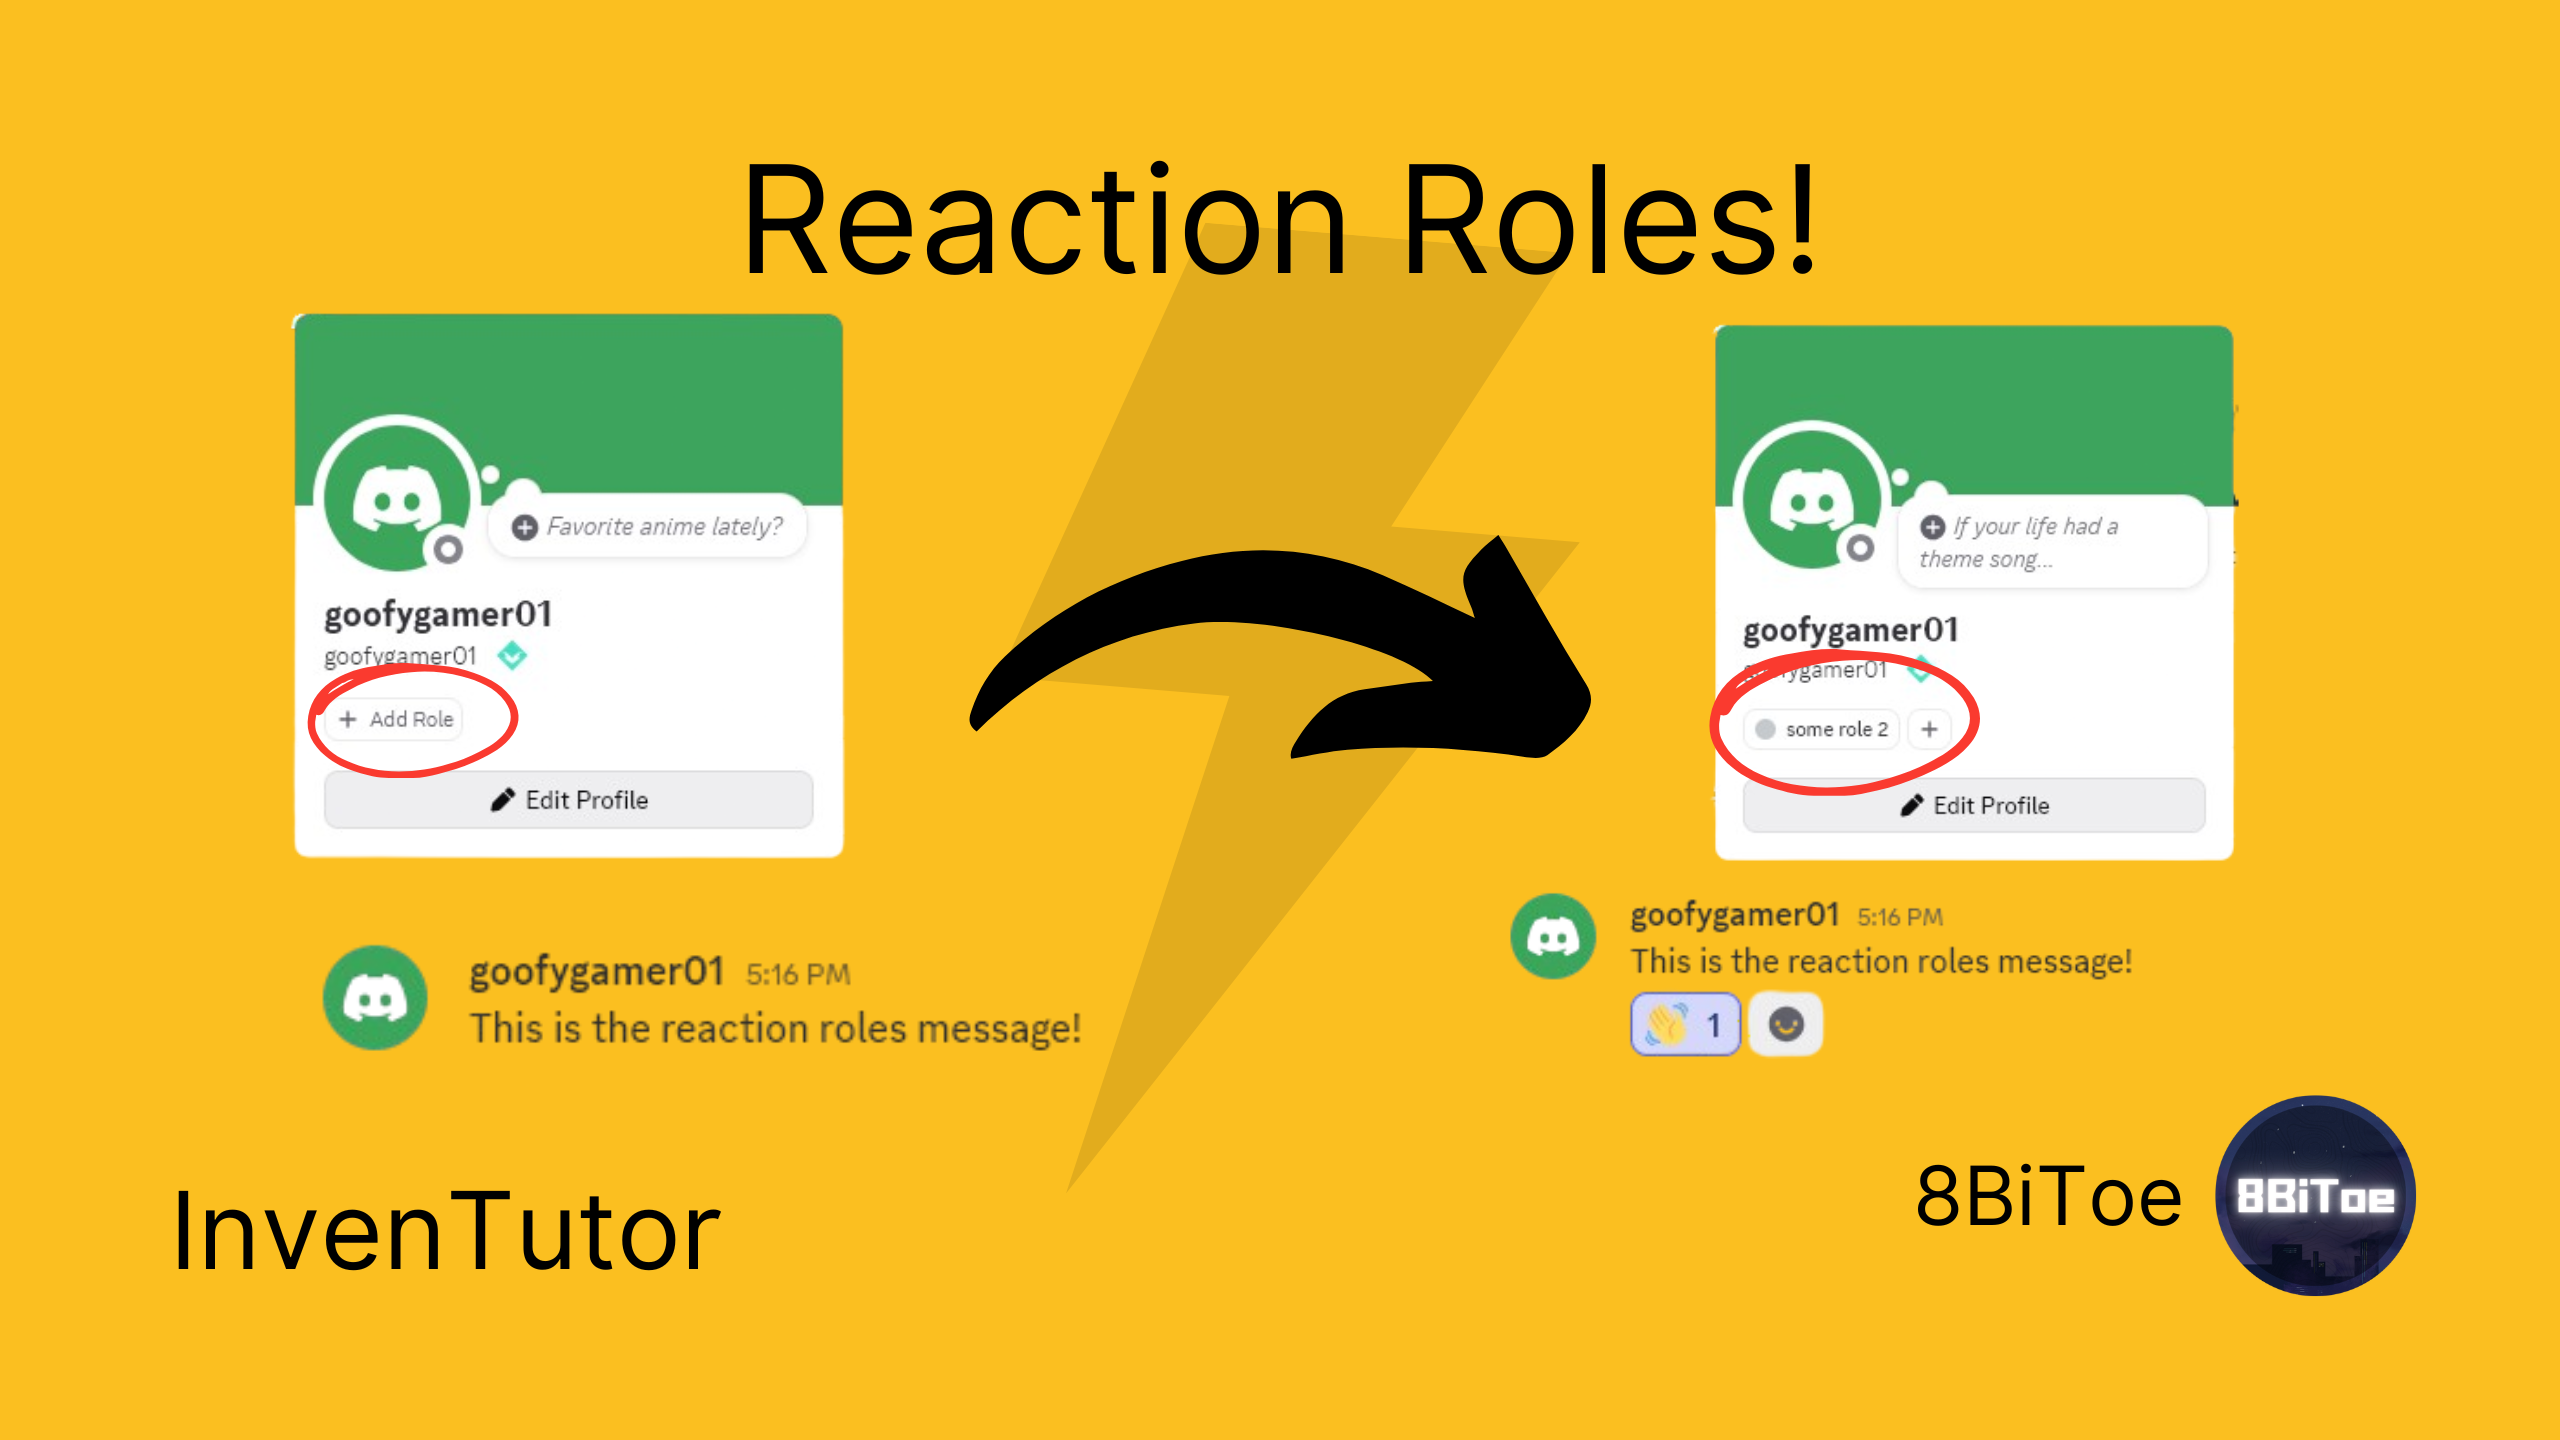 Reaction Roles!
Favorite anime lately?
goofygamer01
goofygamer01
+ Add Role
Edit Profile
goofygamer01 5:16 PM
This is the reaction roles message!
If your life had a
theme song...
goofygamer01
goofygamer01
some role 2 +
Edit Profile
goofygamer01 5:16 PM
This is the reaction roles message!
1
InvenTutor
8BiToe
8BiToe